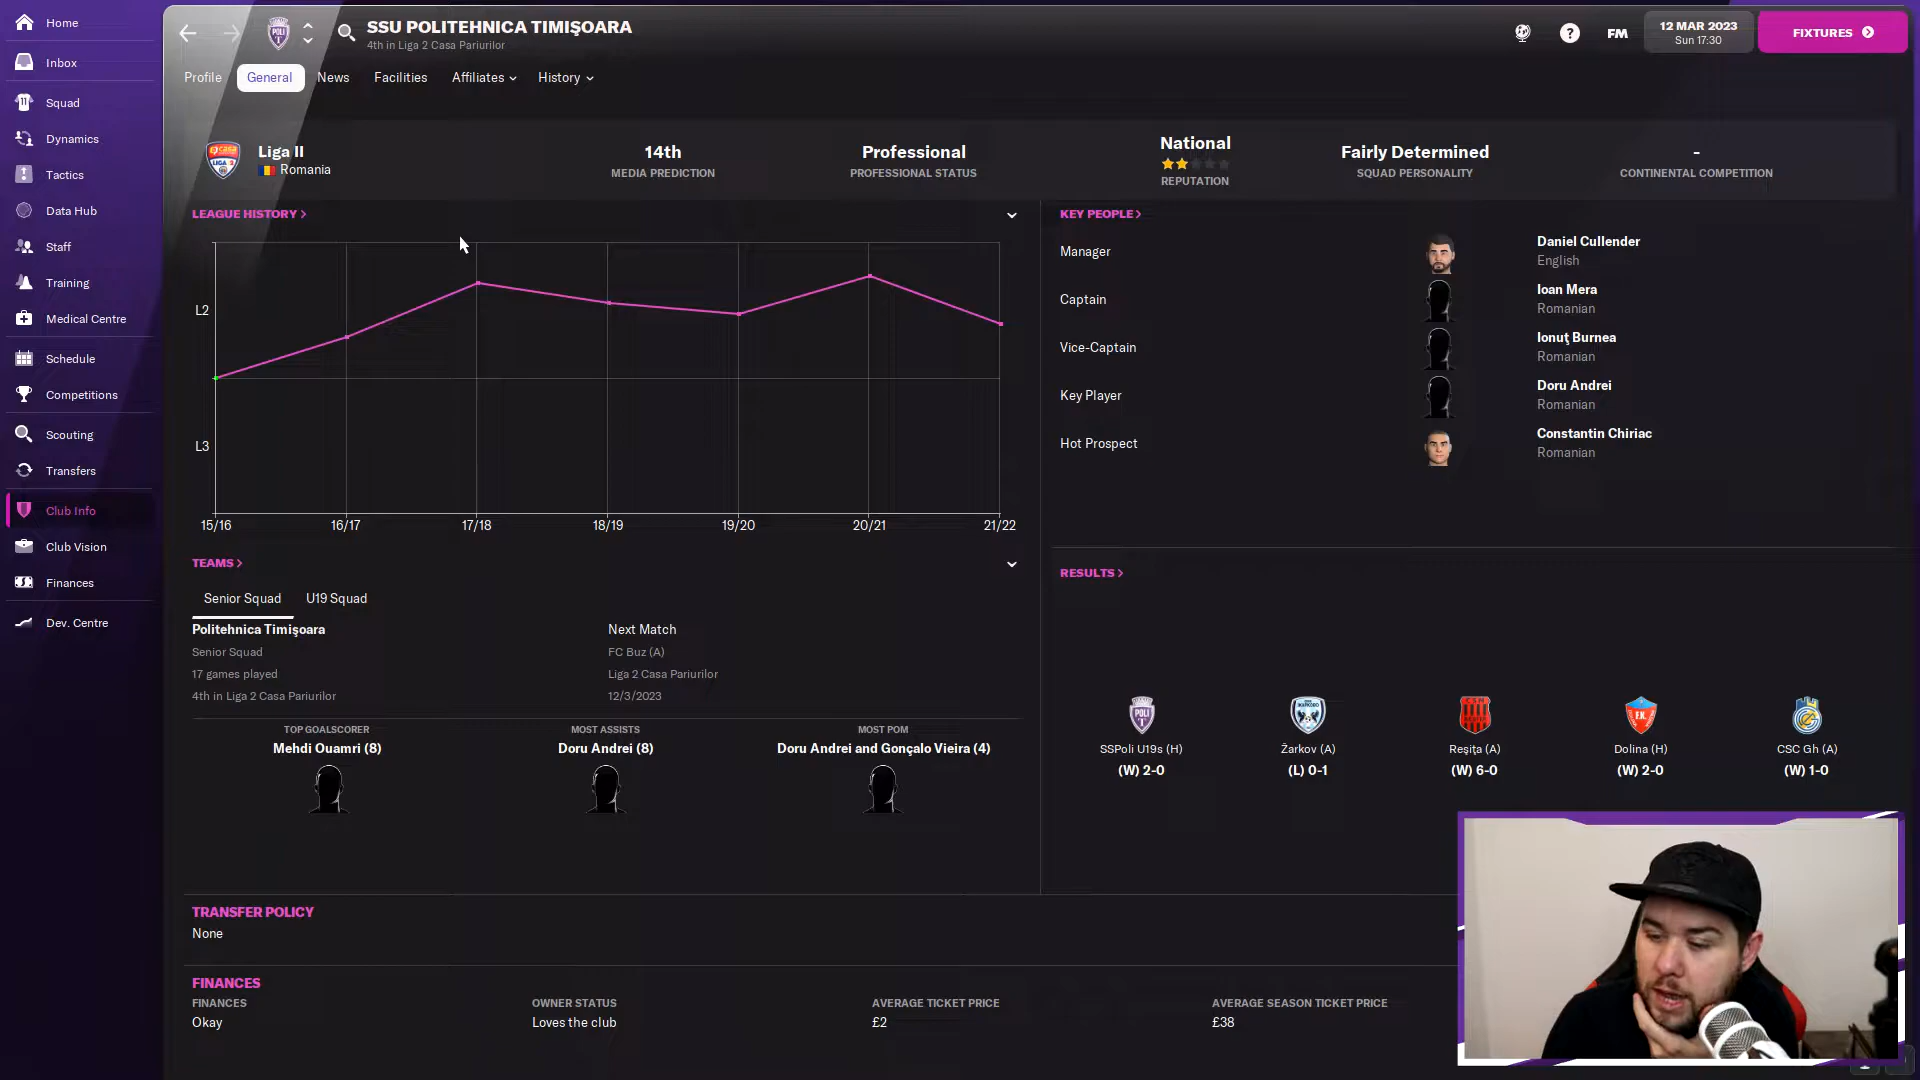 Home
Inbox
Squad
Dynamics
Tactics
Data Hub
Staff
Training
Medical Centre
Schedule
Competitions
Scouting
Transfers
Club Info
Club Vision
Finances
Dev. Centre
SSU POLITEHNICA TIMIŞOARA
4th in Liga 2 Casa Pariurilor
FM
12 MAR 2023
Sun 17:30
FIXTURES
Profile General News Facilities Affiliates History
Liga II
Romania
14th
MEDIA PREDICTION
Professional
PROFESSIONAL STATUS
National
REPUTATION
Fairly Determined
SQUAD PERSONALITY
-
CONTINENTAL COMPETITION
LEAGUE HISTORY >
L2
L3
15/16 16/17 17/18 18/19 19/20 20/21 21/22
KEY PEOPLE >
Manager
Daniel Cullender
English
Captain
Ioan Mera
Romanian
Vice-Captain
Ionuţ Burnea
Romanian
Key Player
Doru Andrei
Romanian
Hot Prospect
Constantin Chiriac
Romanian
TEAMS >
Senior Squad U19 Squad
Politehnica Timişoara
Senior Squad
17 games played
4th in Liga 2 Casa Pariurilor
Next Match
FC Buz (A)
Liga 2 Casa Pariurilor
12/3/2023
TOP GOALSCORER
Mehdi Ouamri (8)
MOST ASSISTS
Doru Andrei (8)
MOST POM
Doru Andrei and Gonçalo Vieira (4)
RESULTS >
SSPoli U19s (H)
(W) 2-0
Žarkov (A)
(L) 0-1
Reşiţa (A)
(W) 6-0
Dolina (H)
(W) 2-0
CSC Gh (A)
(W) 1-0
TRANSFER POLICY
None
FINANCES
FINANCES
Okay
OWNER STATUS
Loves the club
AVERAGE TICKET PRICE
£2
AVERAGE SEASON TICKET PRICE
£38